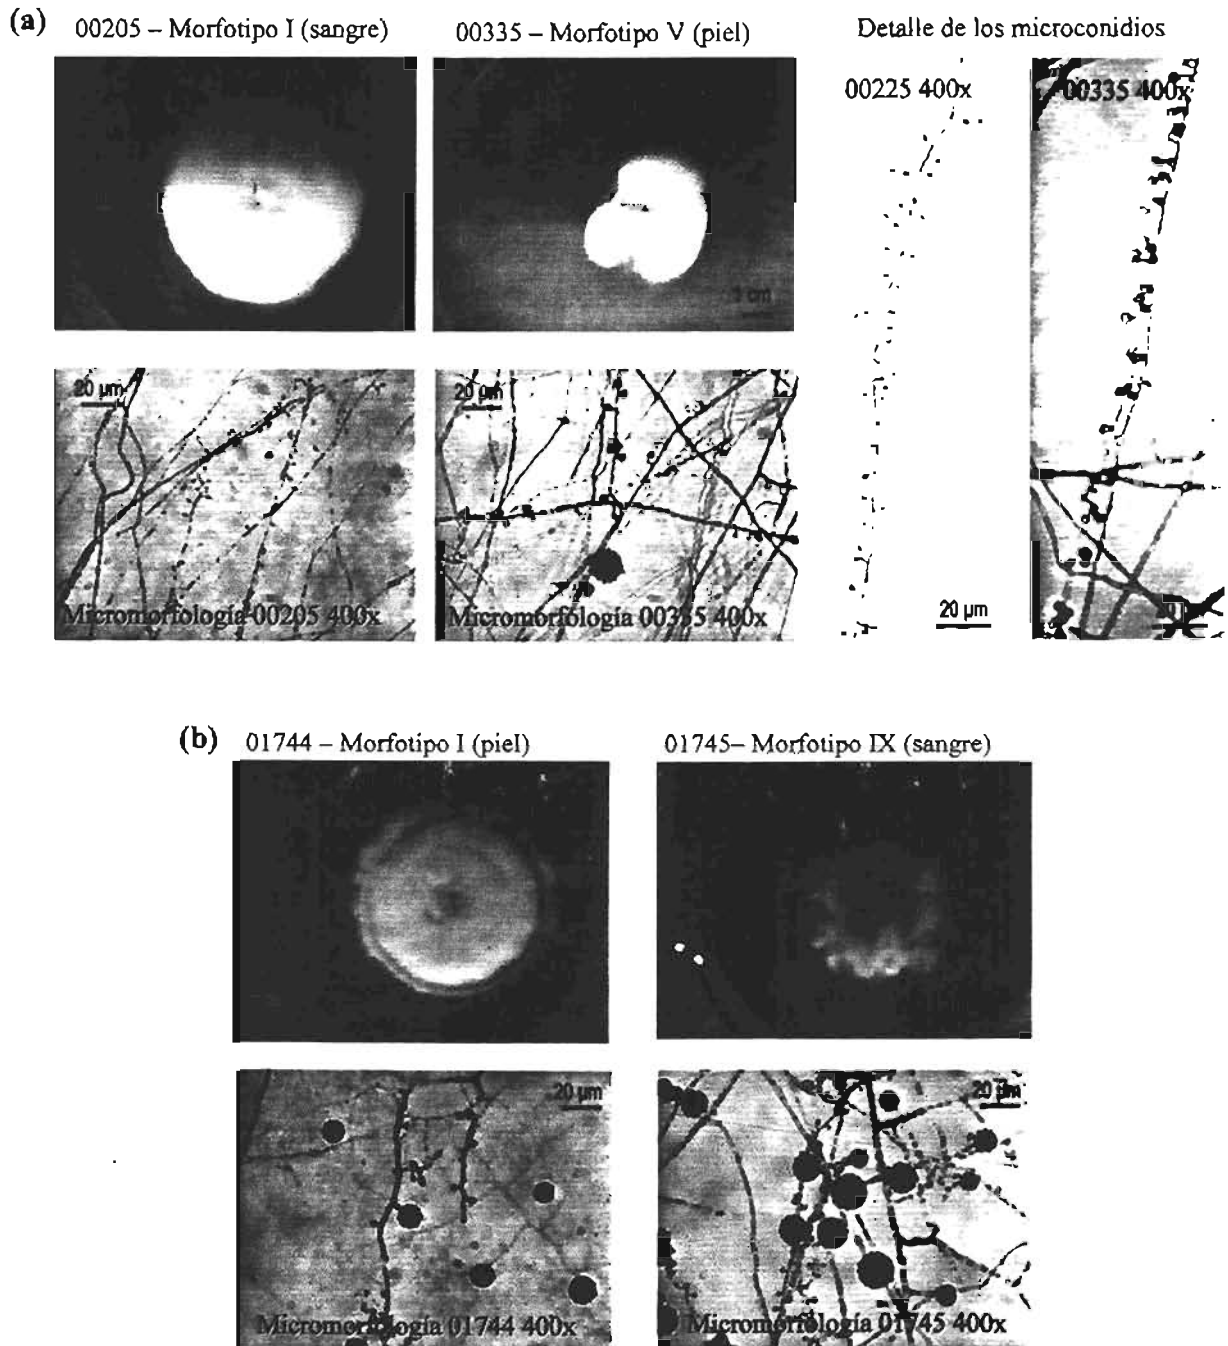 (a)
00205 – Morfotipo I (sangre)
00335 – Morfotipo V (piel)
Detalle de los microconidios
00225 400x
00335 400x
1 cm
20 µm
20 µm
Micromorfología 00205 400x
Micromorfología 00335 400x
20 µm
(b)
01744 – Morfotipo I (piel)
01745– Morfotipo IX (sangre)
20 µm
20 µm
Micromorfología 01744 400x
Micromorfología 01745 400x